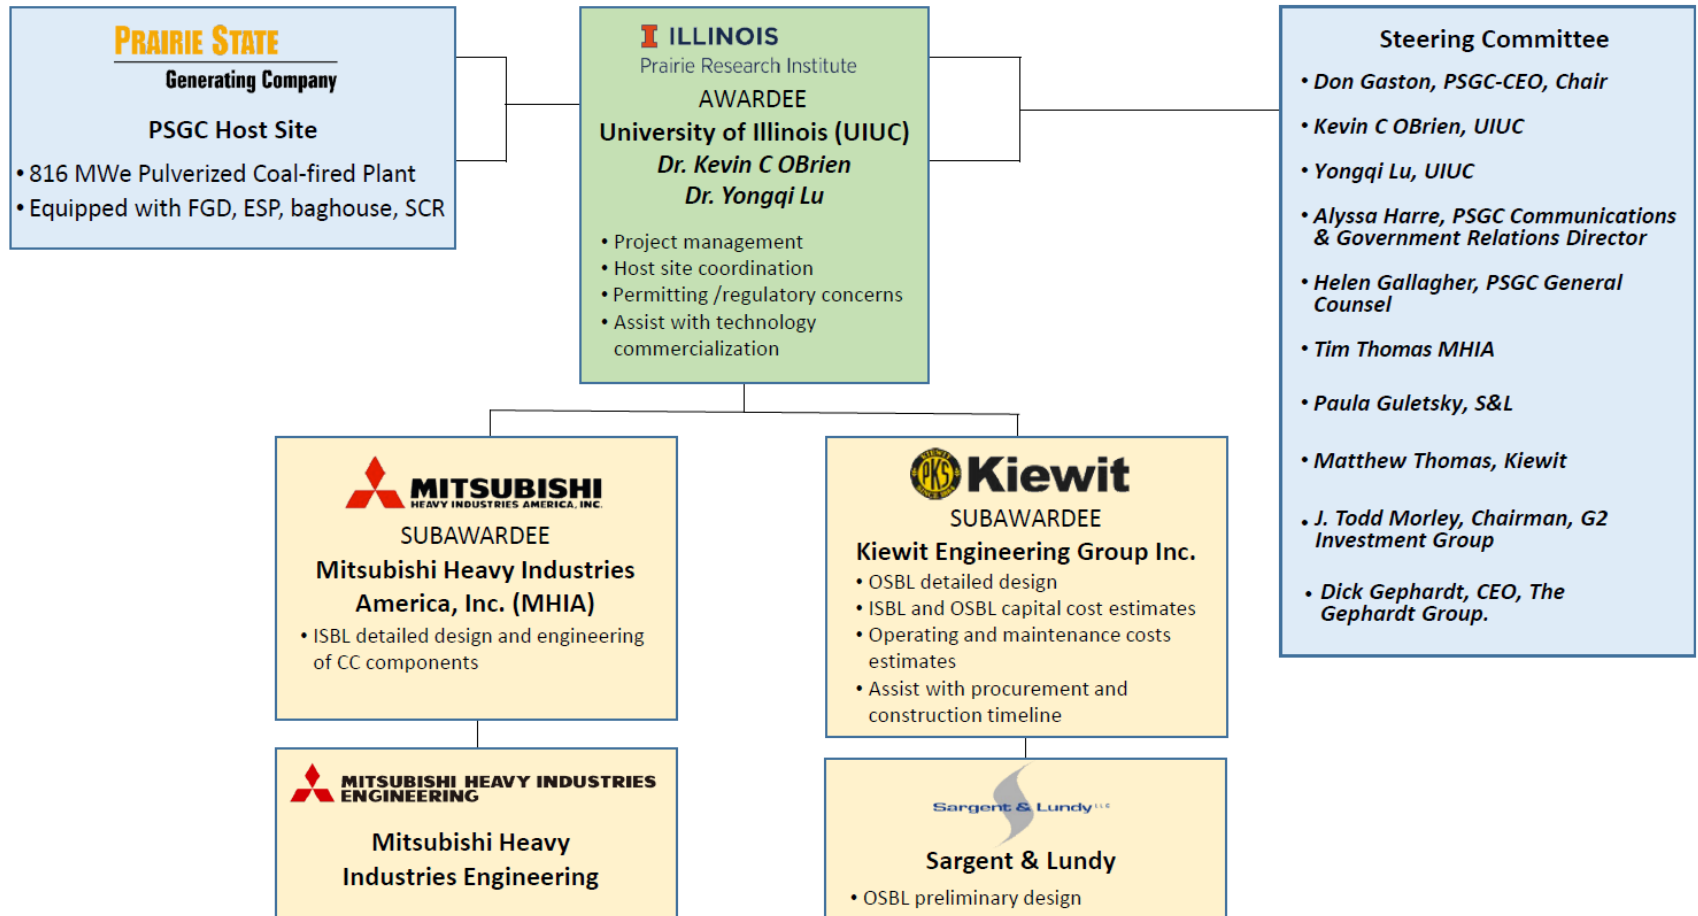 PRAIRIE STATE
Generating Company
PSGC Host Site
• 816 MWe Pulverized Coal-fired Plant
• Equipped with FGD, ESP, baghouse, SCR
I ILLINOIS
Prairie Research Institute
AWARDEE
University of Illinois (UIUC)
Dr. Kevin C OBrien
Dr. Yongqi Lu
• Project management
• Host site coordination
• Permitting /regulatory concerns
• Assist with technology
commercialization
Steering Committee
• Don Gaston, PSGC-CEO, Chair
• Kevin C OBrien, UIUC
• Yongqi Lu, UIUC
• Alyssa Harre, PSGC Communications
& Government Relations Director
• Helen Gallagher, PSGC General
Counsel
• Tim Thomas MHIA
• Paula Guletsky, S&L
• Matthew Thomas, Kiewit
• J. Todd Morley, Chairman, G2
Investment Group
• Dick Gephardt, CEO, The
Gephardt Group.
MITSUBISHI
HEAVY INDUSTRIES AMERICA, INC.
SUBAWARDEE
Mitsubishi Heavy Industries
America, Inc. (MHIA)
• ISBL detailed design and engineering
of CC components
KIEWIT
PKS
SINCE 1884
Kiewit
SUBAWARDEE
Kiewit Engineering Group Inc.
• OSBL detailed design
• ISBL and OSBL capital cost estimates
• Operating and maintenance costs
estimates
• Assist with procurement and
construction timeline
MITSUBISHI HEAVY INDUSTRIES
ENGINEERING
Mitsubishi Heavy
Industries Engineering
Sargent & Lundy LLC
Sargent & Lundy
• OSBL preliminary design